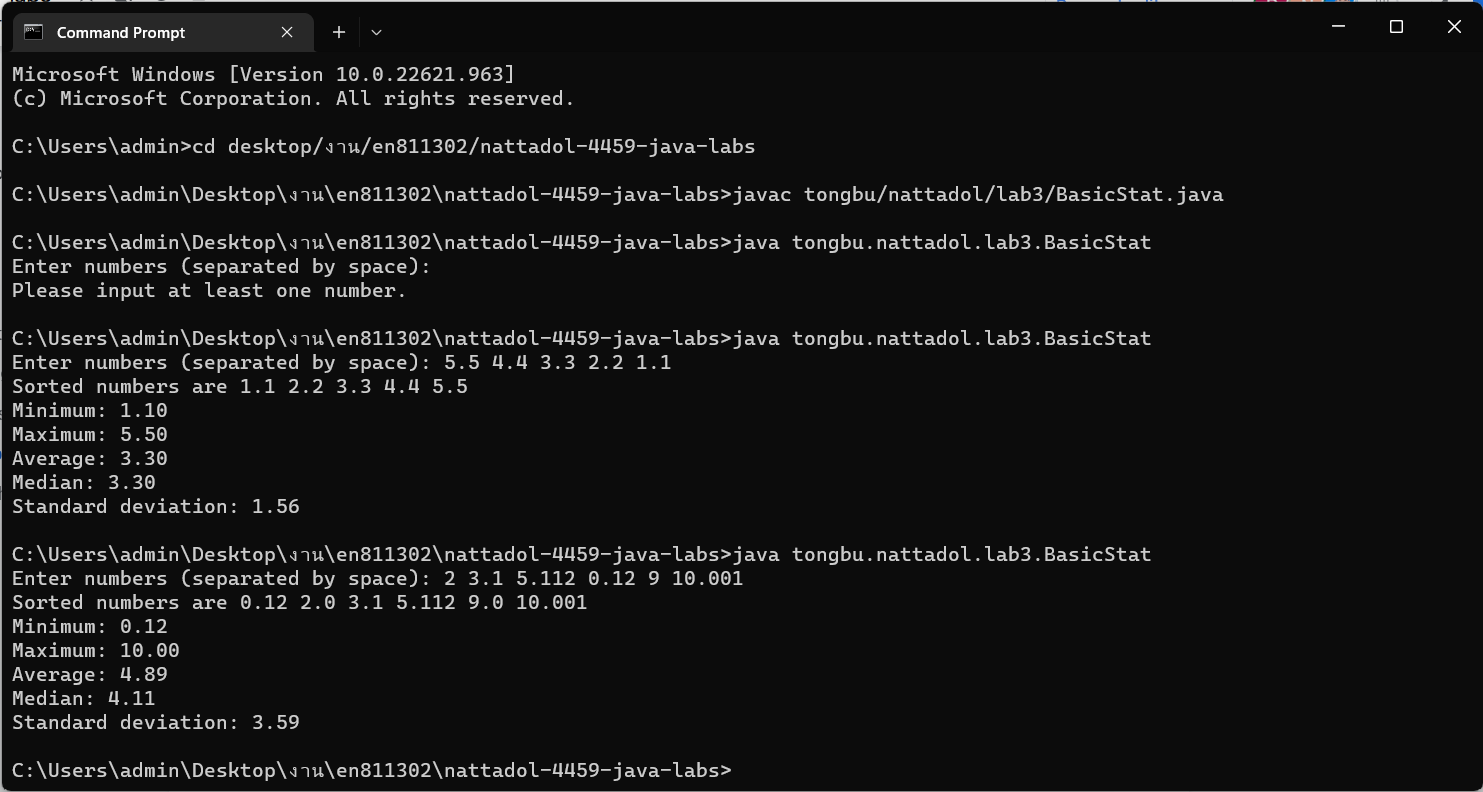 Command Prompt
Microsoft Windows [Version 10.0.22621.963]
(c) Microsoft Corporation. All rights reserved.
C:\Users\admin>cd desktop/งาน/en811302/nattadol-4459-java-labs
C:\Users\admin\Desktop\งาน\en811302\nattadol-4459-java-labs>javac tongbu/nattadol/lab3/BasicStat.java
C:\Users\admin\Desktop\งาน\en811302\nattadol-4459-java-labs>java tongbu.nattadol.lab3.BasicStat
Enter numbers (separated by space):
Please input at least one number.
C:\Users\admin\Desktop\งาน\en811302\nattadol-4459-java-labs>java tongbu.nattadol.lab3.BasicStat
Enter numbers (separated by space): 5.5 4.4 3.3 2.2 1.1
Sorted numbers are 1.1 2.2 3.3 4.4 5.5
Minimum: 1.10
Maximum: 5.50
Average: 3.30
Median: 3.30
Standard deviation: 1.56
C:\Users\admin\Desktop\งาน\en811302\nattadol-4459-java-labs>java tongbu.nattadol.lab3.BasicStat
Enter numbers (separated by space): 2 3.1 5.112 0.12 9 10.001
Sorted numbers are 0.12 2.0 3.1 5.112 9.0 10.001
Minimum: 0.12
Maximum: 10.00
Average: 4.89
Median: 4.11
Standard deviation: 3.59
C:\Users\admin\Desktop\งาน\en811302\nattadol-4459-java-labs>